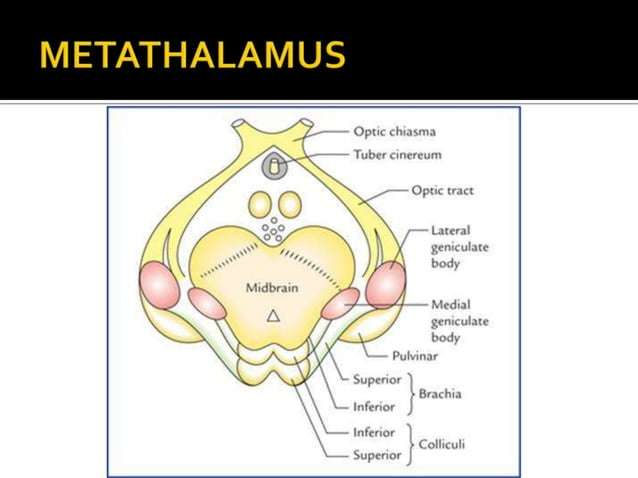 METATHALAMUS
Optic chiasma
Tuber cinereum
Optic tract
Lateral
geniculate
body
Midbrain
Medial
geniculate
body
Pulvinar
Superior
Brachia
Inferior
Inferior
Colliculi
Superior